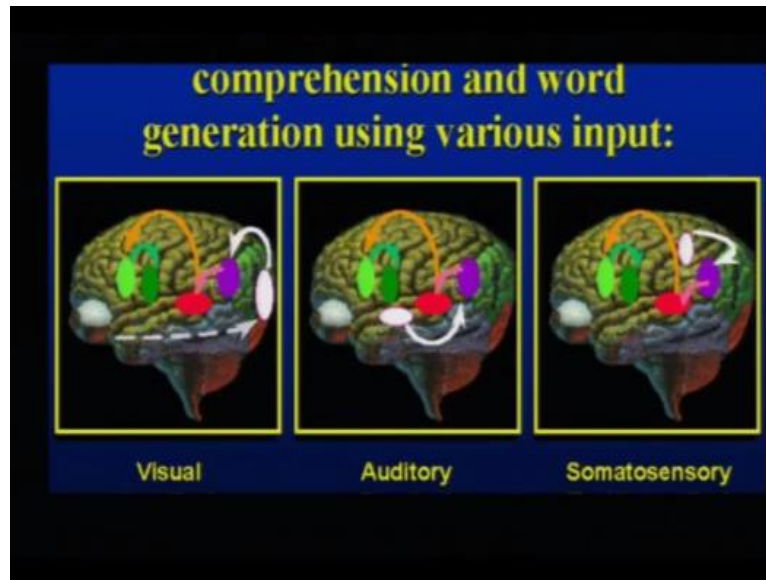 comprehension and word
generation using various input:
Visual
Auditory
Somatosensory